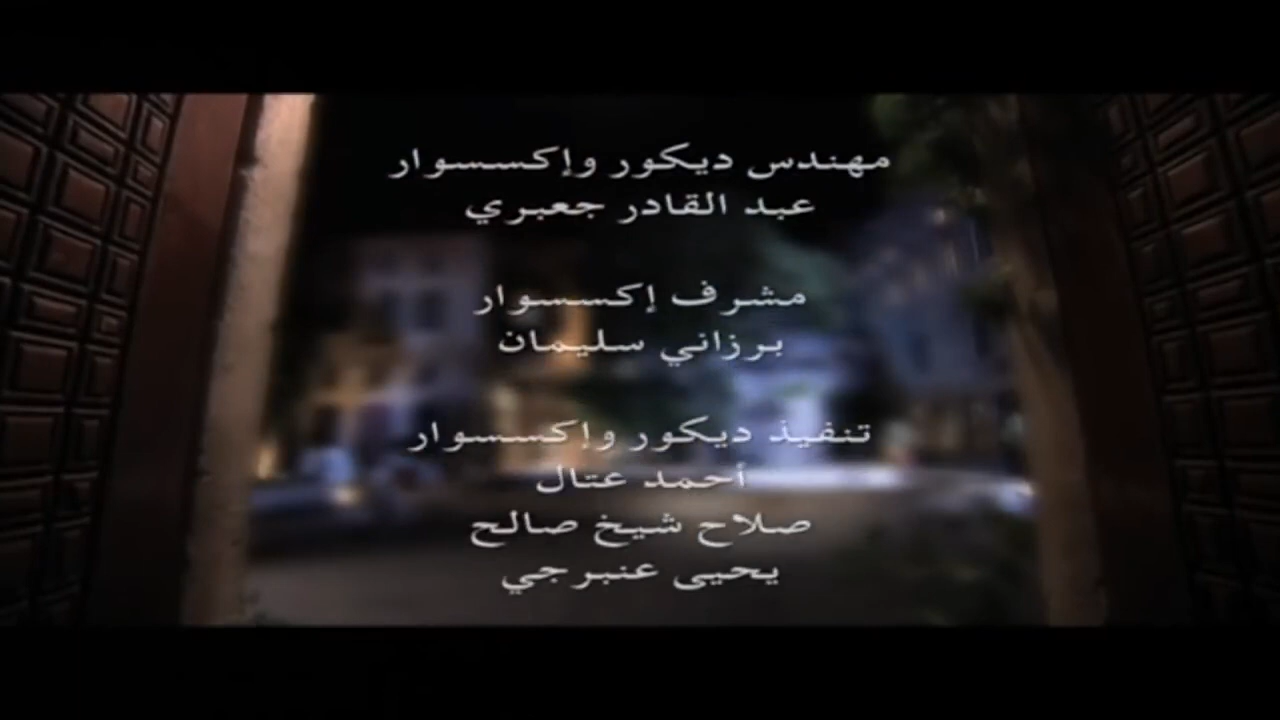 مهندس ديكور وإكسسوار
عبد القادر جعبري
مشرف إكسسوار
برزاني سليمان
تنفيذ ديكور وإكسسوار
أحمد عتال
صلاح شيخ صالح
يحيى عنبرجي